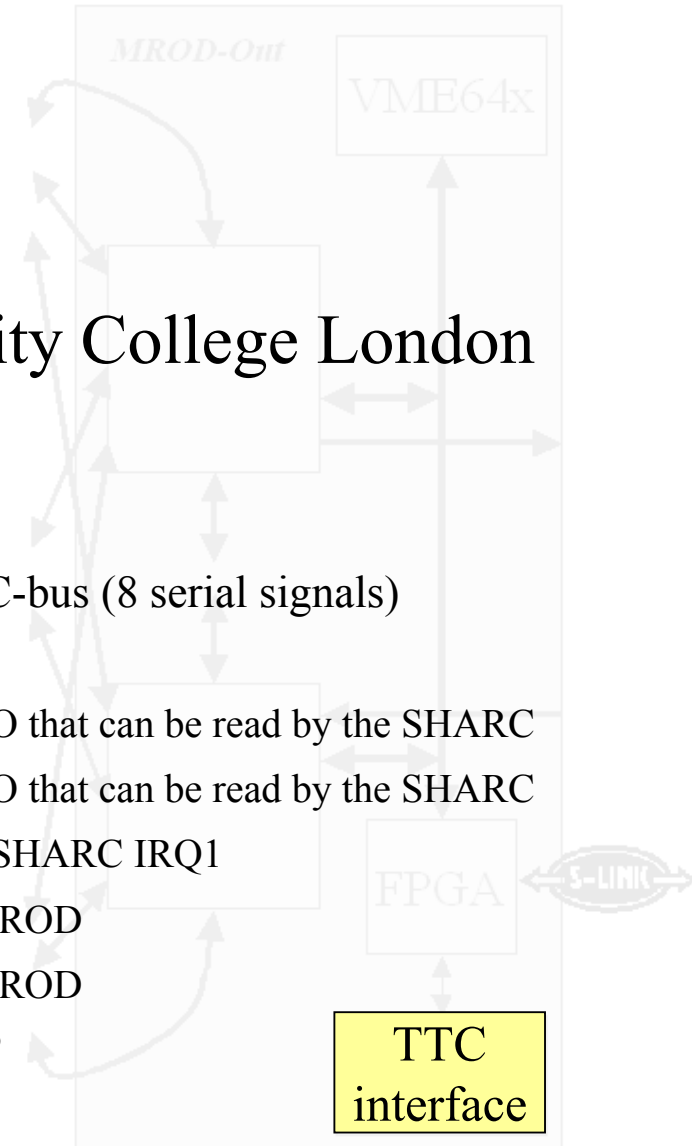 MROD-Out
VME64x
ity College London
C-bus (8 serial signals)
O that can be read by the SHARC
O that can be read by the SHARC
SHARC IRQ1
FPGA
S-LINK
ROD
ROD
TTC
interface